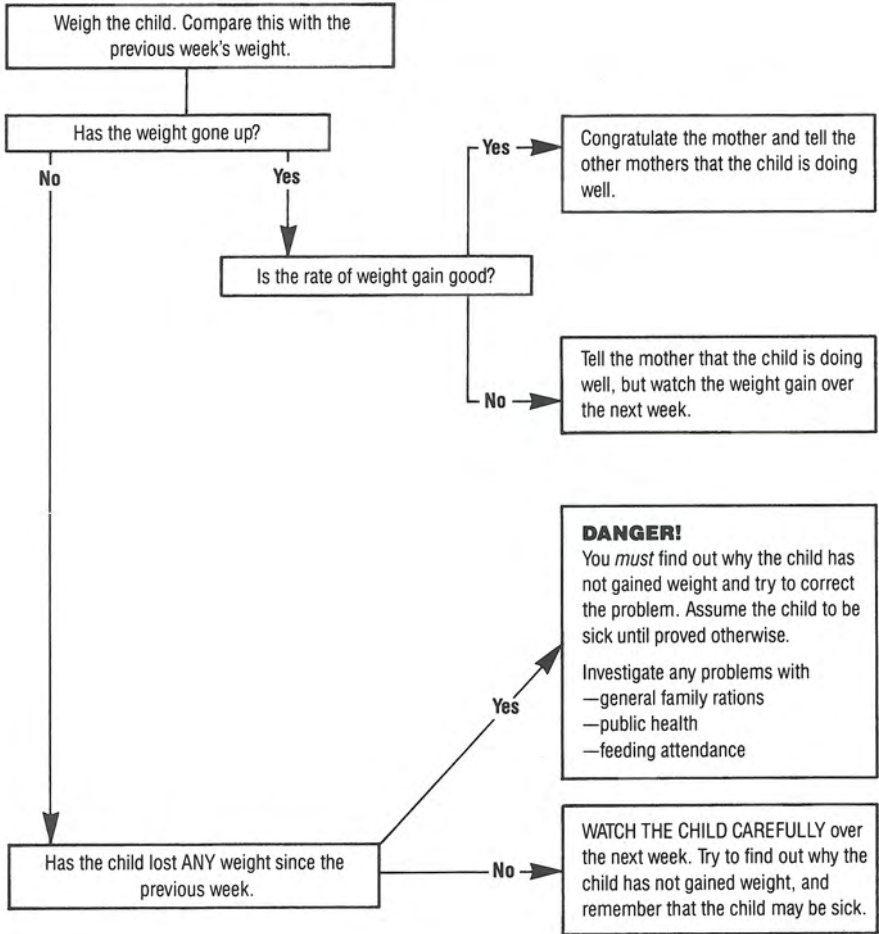 Weigh the child. Compare this with the
previous week's weight.
Has the weight gone up?
No
Yes
Yes
Congratulate the mother and tell the
other mothers that the child is doing
well.
Is the rate of weight gain good?
No
Tell the mother that the child is doing
well, but watch the weight gain over
the next week.
DANGER!
You must find out why the child has
not gained weight and try to correct
the problem. Assume the child to be
sick until proved otherwise.
Investigate any problems with
—general family rations
—public health
—feeding attendance
Yes
Has the child lost ANY weight since the
previous week.
No
WATCH THE CHILD CAREFULLY over
the next week. Try to find out why the
child has not gained weight, and
remember that the child may be sick.